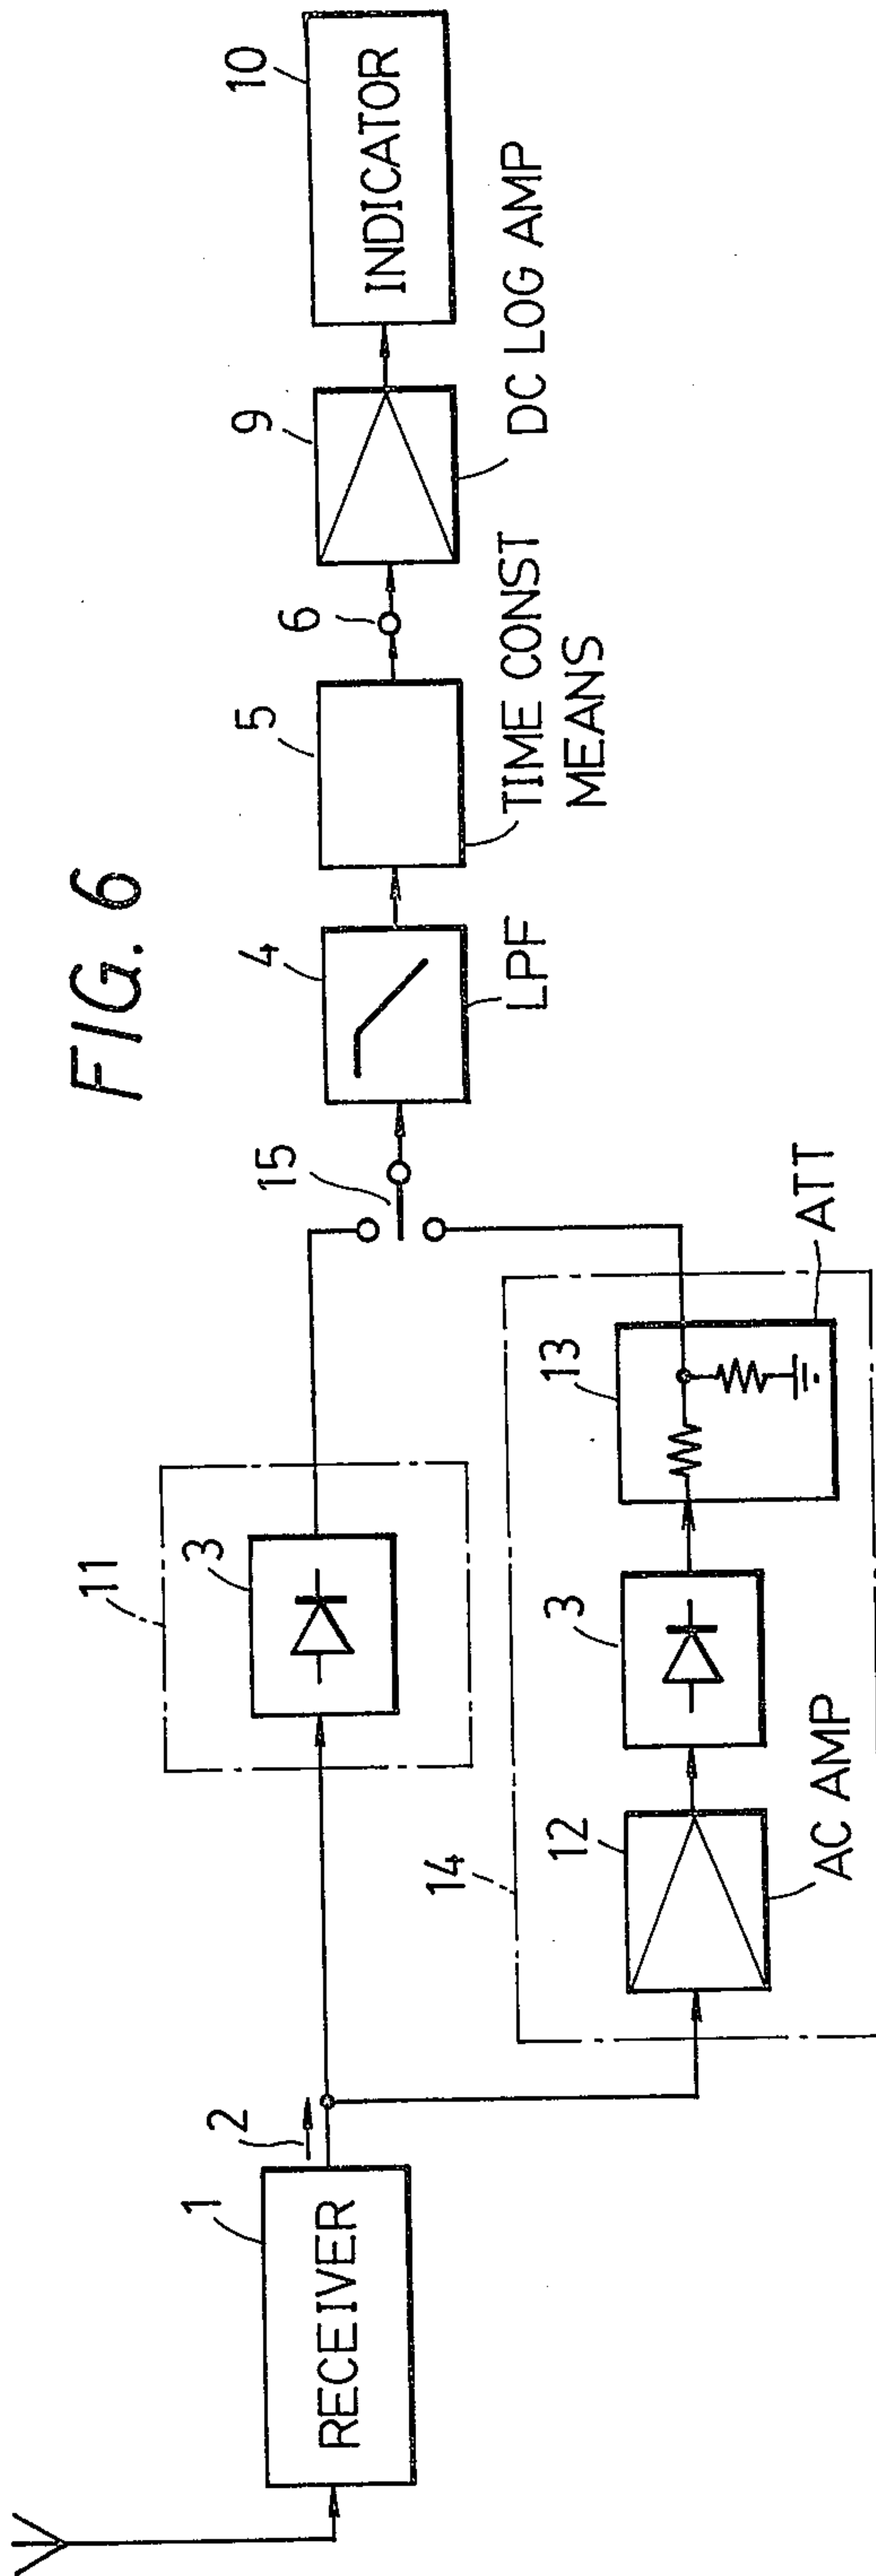 FIG. 6
1
RECEIVER
2
11
3
14
12
AC AMP
3
13
ATT
15
4
LPF
5
TIME CONST
MEANS
6
9
DC LOG AMP
10
INDICATOR